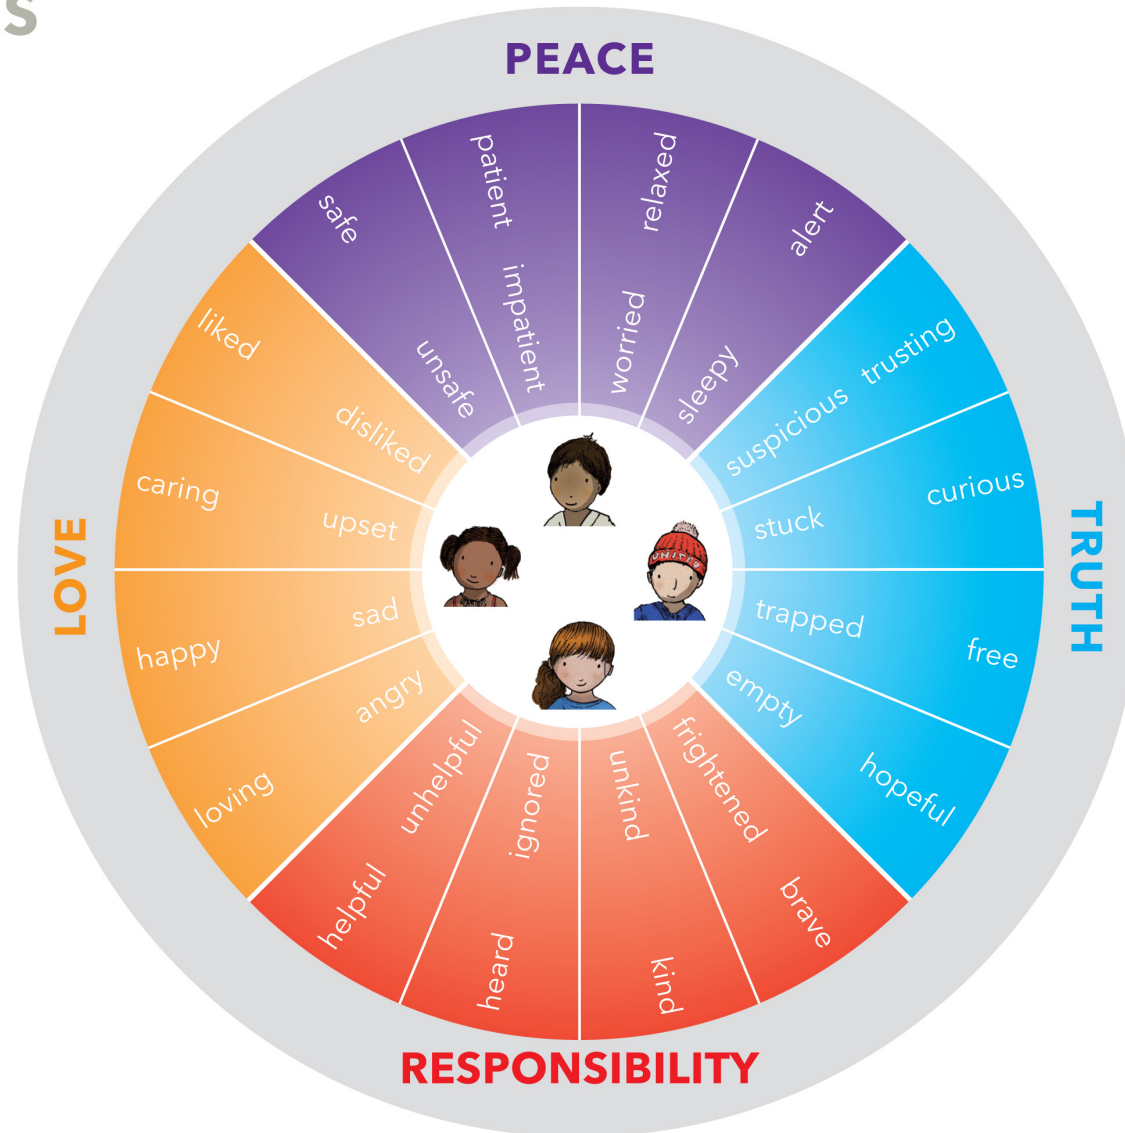 S
PEACE
safe
unsafe
patient
impatient
relaxed
worried
alert
sleepy
TRUTH
trusting
suspicious
curious
stuck
free
trapped
hopeful
empty
RESPONSIBILITY
brave
frightened
kind
unkind
heard
ignored
helpful
unhelpful
LOVE
loving
angry
happy
sad
caring
upset
liked
disliked
UNITED